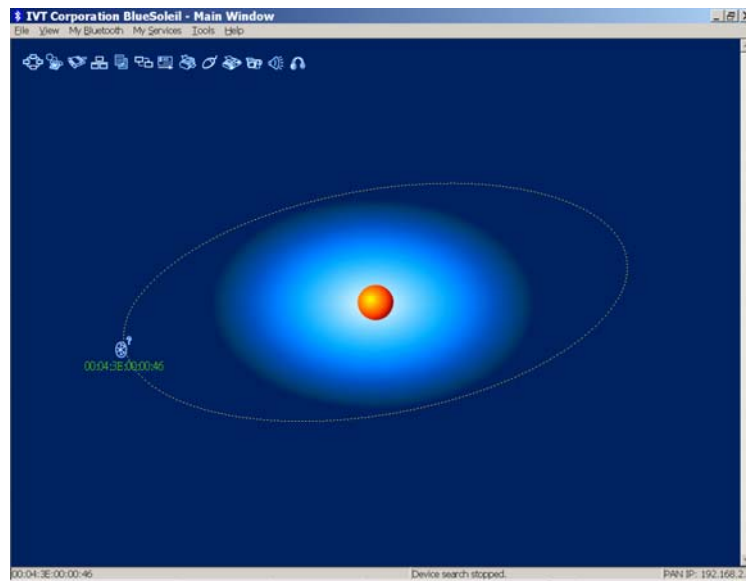 IVT Corporation BlueSoleil - Main Window
File View My Bluetooth My Services Tools Help
?
00:04:3E:00:00:46
00:04:3E:00:00:46 Device search stopped. PAN IP: 192.168.2